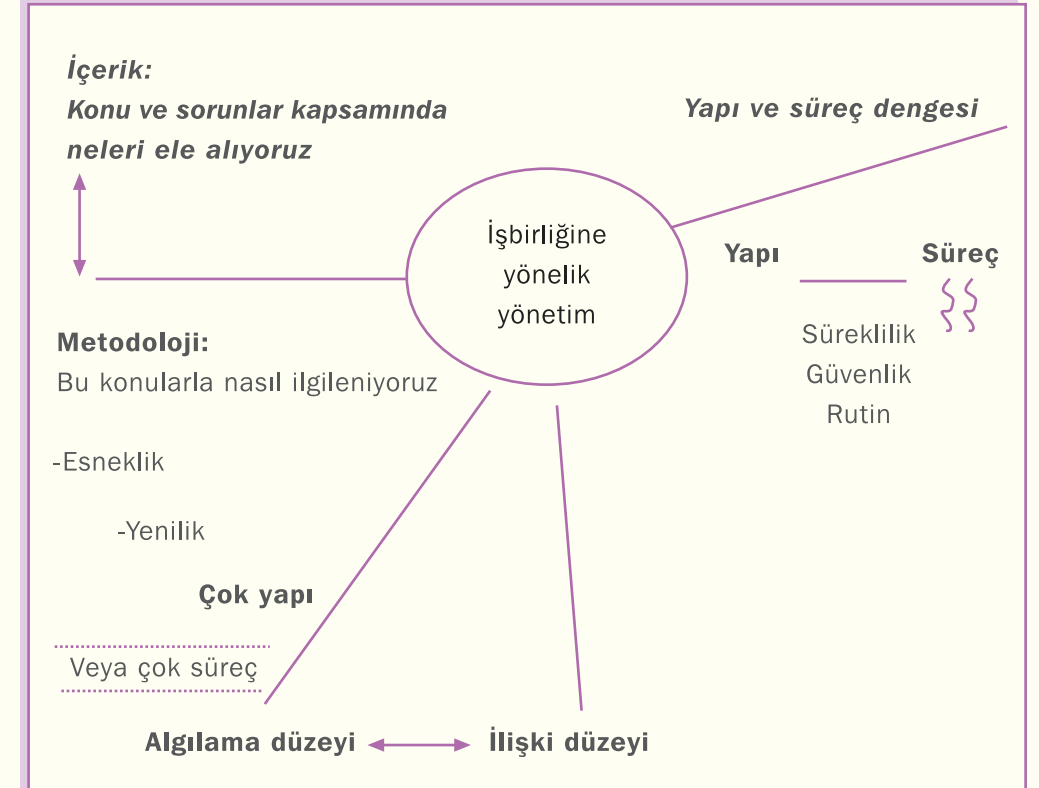 İçerik:
Konu ve sorunlar kapsamında
neleri ele alıyoruz
Yapı ve süreç dengesi
İşbirliğine
yönelik
yönetim
Yapı
Süreç
Süreklilik
Güvenlik
Rutin
Metodoloji:
Bu konularla nasıl ilgileniyoruz
-Esneklik
-Yenilik
Çok yapı
Veya çok süreç
Algılama düzeyi
İlişki düzeyi